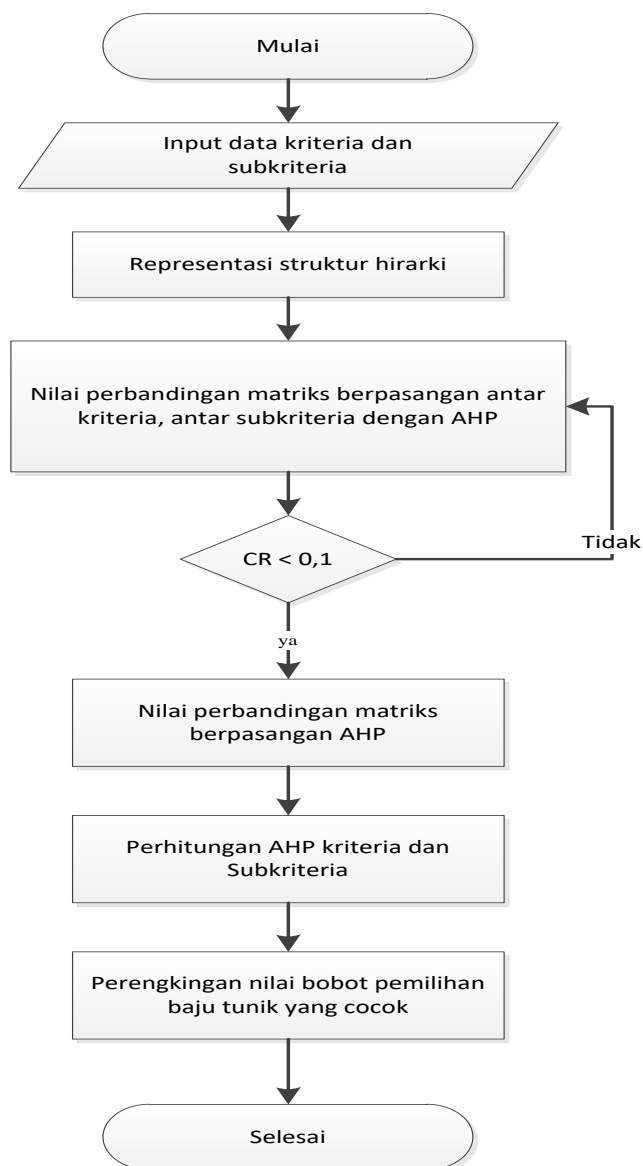 Mulai
Input data kriteria dan
subkriteria
Representasi struktur hirarki
Nilai perbandingan matriks berpasangan antar
kriteria, antar subkriteria dengan AHP
CR < 0,1
Tidak
ya
Nilai perbandingan matriks
berpasangan AHP
Perhitungan AHP kriteria dan
Subkriteria
Perengkingan nilai bobot pemilihan
baju tunik yang cocok
Selesai